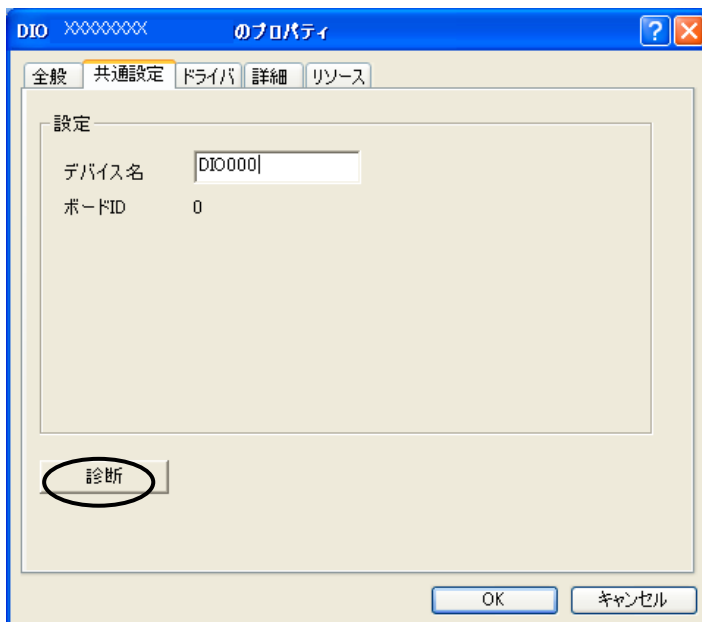 DIO XXXXXXXX のプロパティ
全般 共通設定 ドライバ 詳細 リソース
設定
デバイス名 DIO000
ボードID 0
診断
OK キャンセル